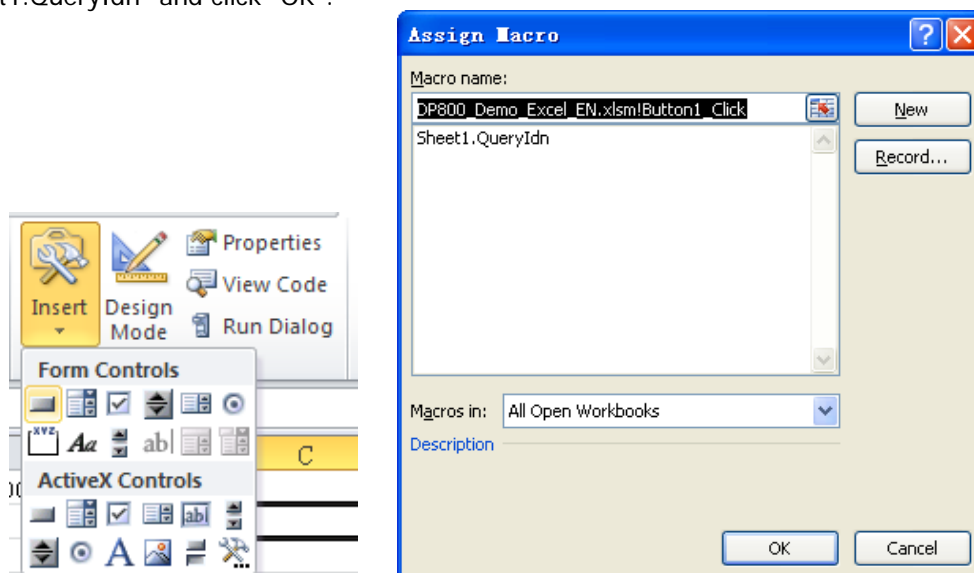 t1.QueryIdn" and click "OK".
Assign Macro
Macro name:
DP800_Demo_Excel_EN.xlsm!Button1_Click
New
Sheet1.QueryIdn
Record...
Macros in: All Open Workbooks
Description
OK
Cancel
Insert
Design
Mode
Properties
View Code
Run Dialog
Form Controls
XYZ
Aa
ab|
C
ActiveX Controls
ab|
A